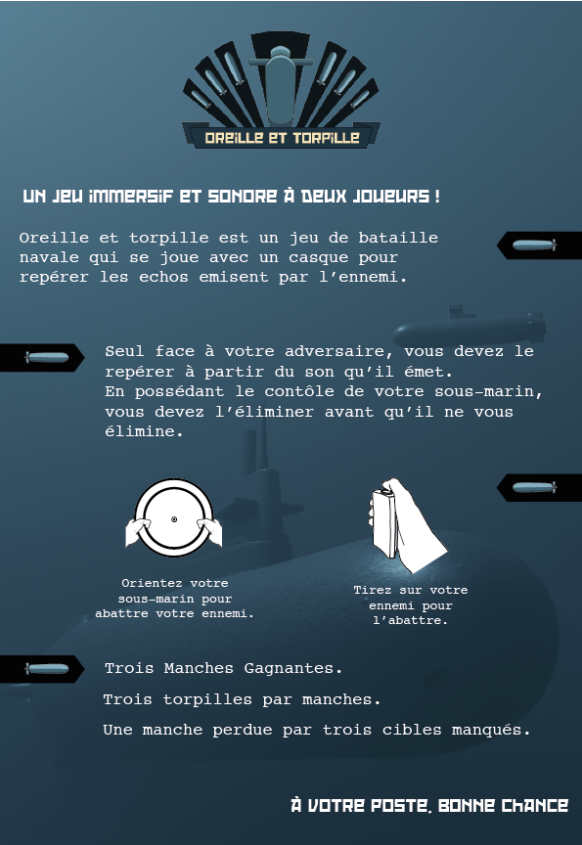 OREILLE ET TORPILLE
UN JEU IMMERSIF ET SONORE À DEUX JOUEURS !
Oreille et torpille est un jeu de bataille
navale qui se joue avec un casque pour
repérer les echos emisent par l'ennemi.
Seul face à votre adversaire, vous devez le
repérer à partir du son qu'il émet.
En possédant le contôle de votre sous-marin,
vous devez l'éliminer avant qu'il ne vous
élimine.
Orientez votre
sous-marin pour
abattre votre ennemi.
Tirez sur votre
ennemi pour
l'abattre.
Trois Manches Gagnantes.
Trois torpilles par manches.
Une manche perdue par trois cibles manqués.
À VOTRE POSTE, BONNE CHANCE